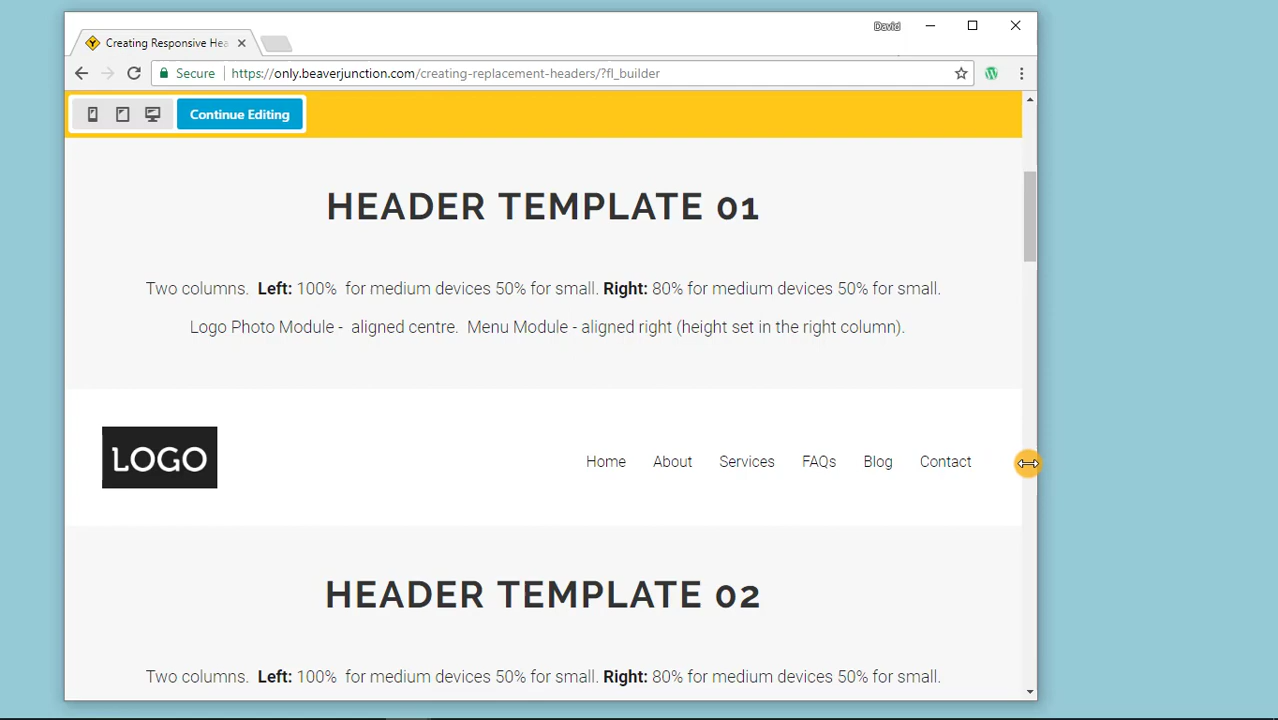 David
Creating Responsive Hea
Secure
https://only.beaverjunction.com/creating-replacement-headers/?fl_builder
Continue Editing
HEADER TEMPLATE 01
Two columns. Left: 100% for medium devices 50% for small. Right: 80% for medium devices 50% for small.
Logo Photo Module - aligned centre. Menu Module - aligned right (height set in the right column).
LOGO
Home About Services FAQs Blog Contact
HEADER TEMPLATE 02
Two columns. Left: 100% for medium devices 50% for small. Right: 80% for medium devices 50% for small.